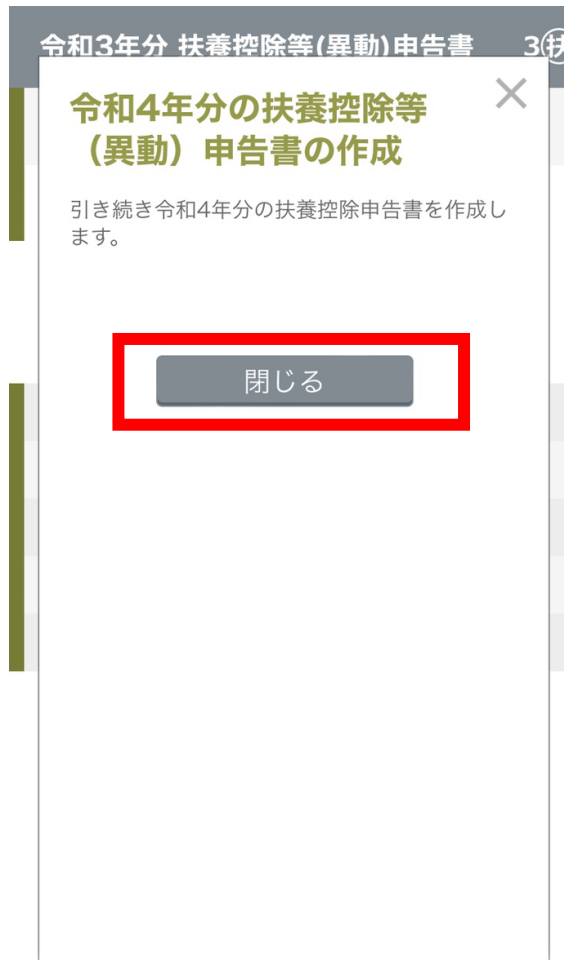 令和3年分 扶養控除等(異動)申告書 3㋫
令和4年分の扶養控除等
（異動）申告書の作成
引き続き令和4年分の扶養控除申告書を作成し
ます。
閉じる